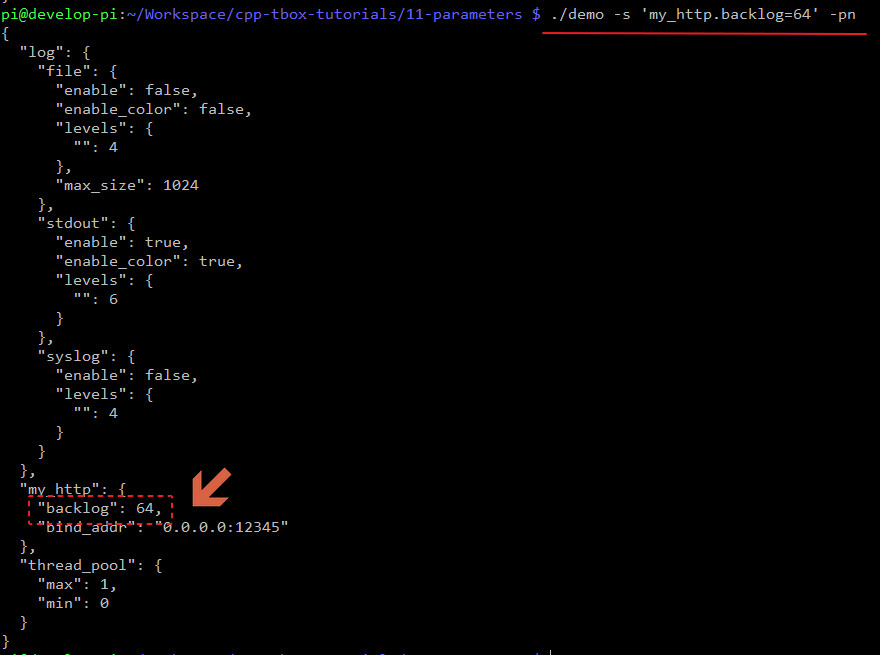 pi@develop-pi:~/Workspace/cpp-tbox-tutorials/11-parameters $ ./demo -s 'my_http.backlog=64' -pn
{
  "log": {
    "file": {
      "enable": false,
      "enable_color": false,
      "levels": {
        "": 4
      },
      "max_size": 1024
    },
    "stdout": {
      "enable": true,
      "enable_color": true,
      "levels": {
        "": 6
      }
    },
    "syslog": {
      "enable": false,
      "levels": {
        "": 4
      }
    }
  },
  "my_http": {
    "backlog": 64,
    "bind_addr": "0.0.0.0:12345"
  },
  "thread_pool": {
    "max": 1,
    "min": 0
  }
}